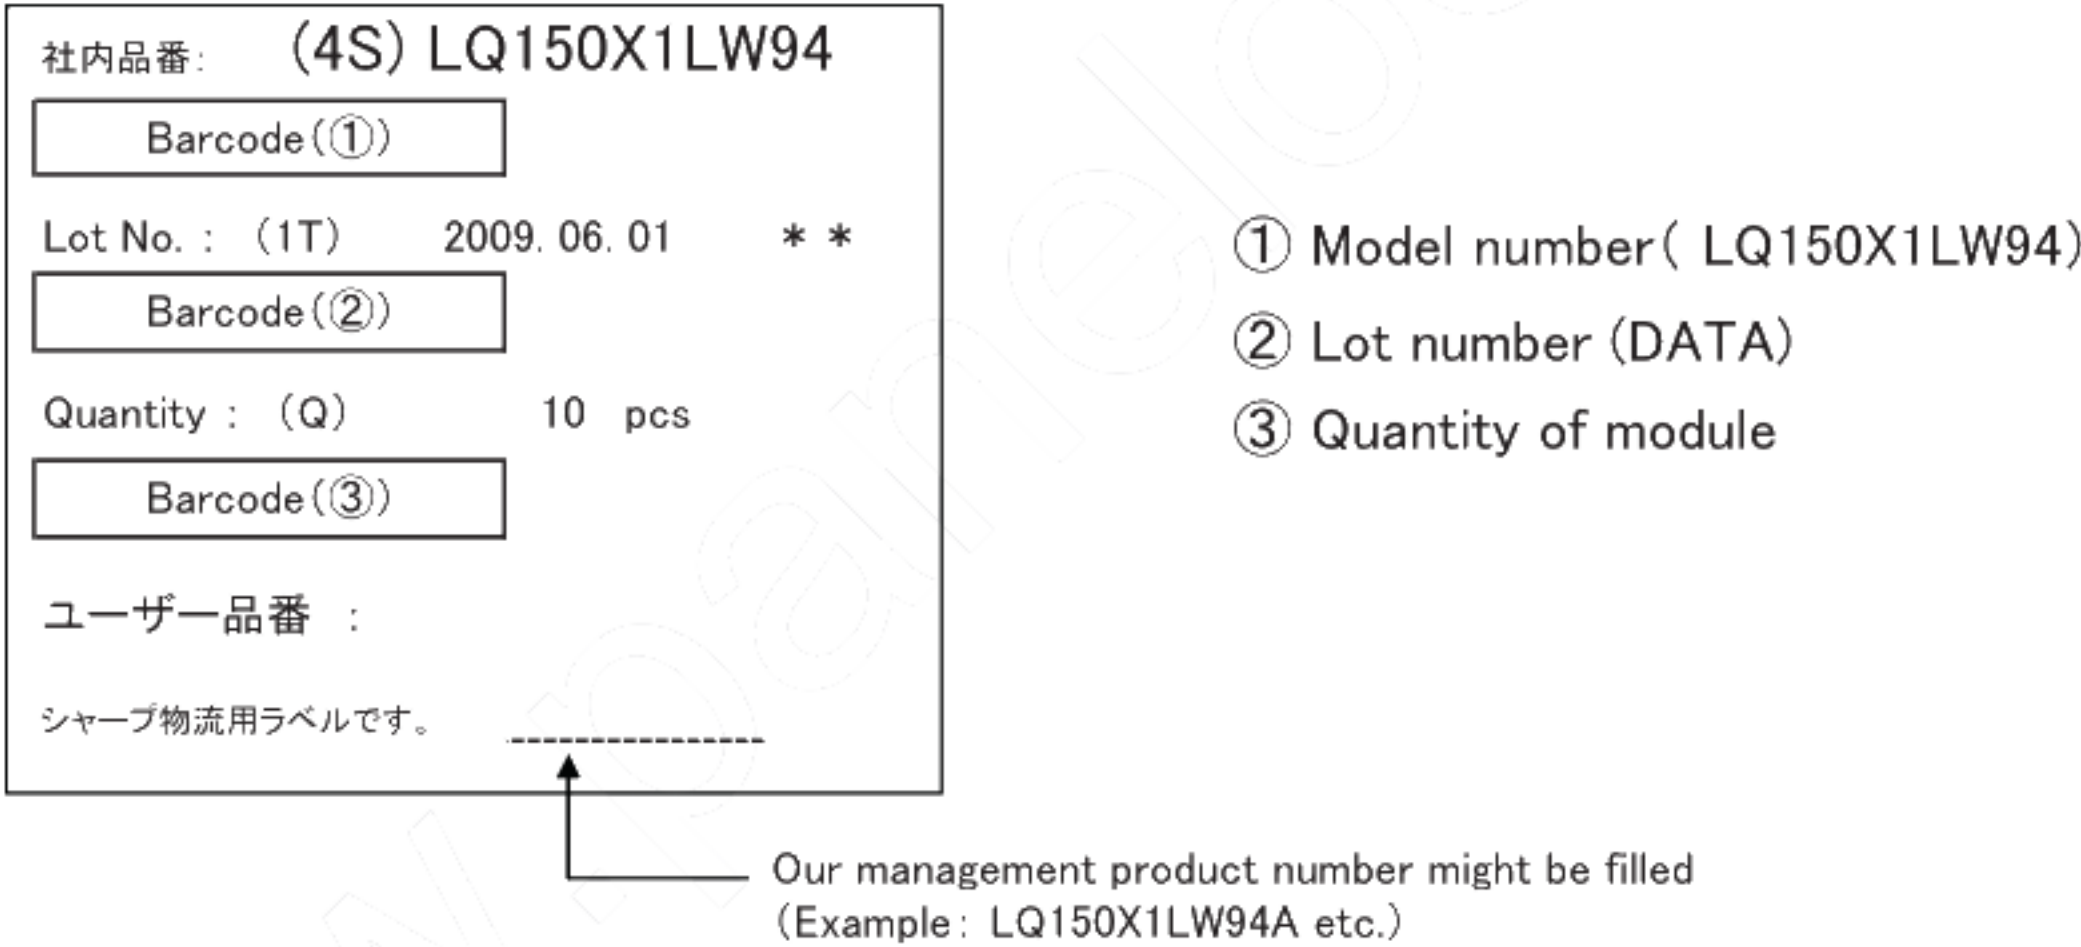 社内品番: (4S) LQ150X1LW94
Barcode(①)
Lot No. : (1T) 2009. 06. 01 * *
Barcode(②)
Quantity : (Q) 10 pcs
Barcode(③)
ユーザー品番 :
シャープ物流用ラベルです。
① Model number( LQ150X1LW94)
② Lot number (DATA)
③ Quantity of module
Our management product number might be filled
(Example: LQ150X1LW94A etc.)